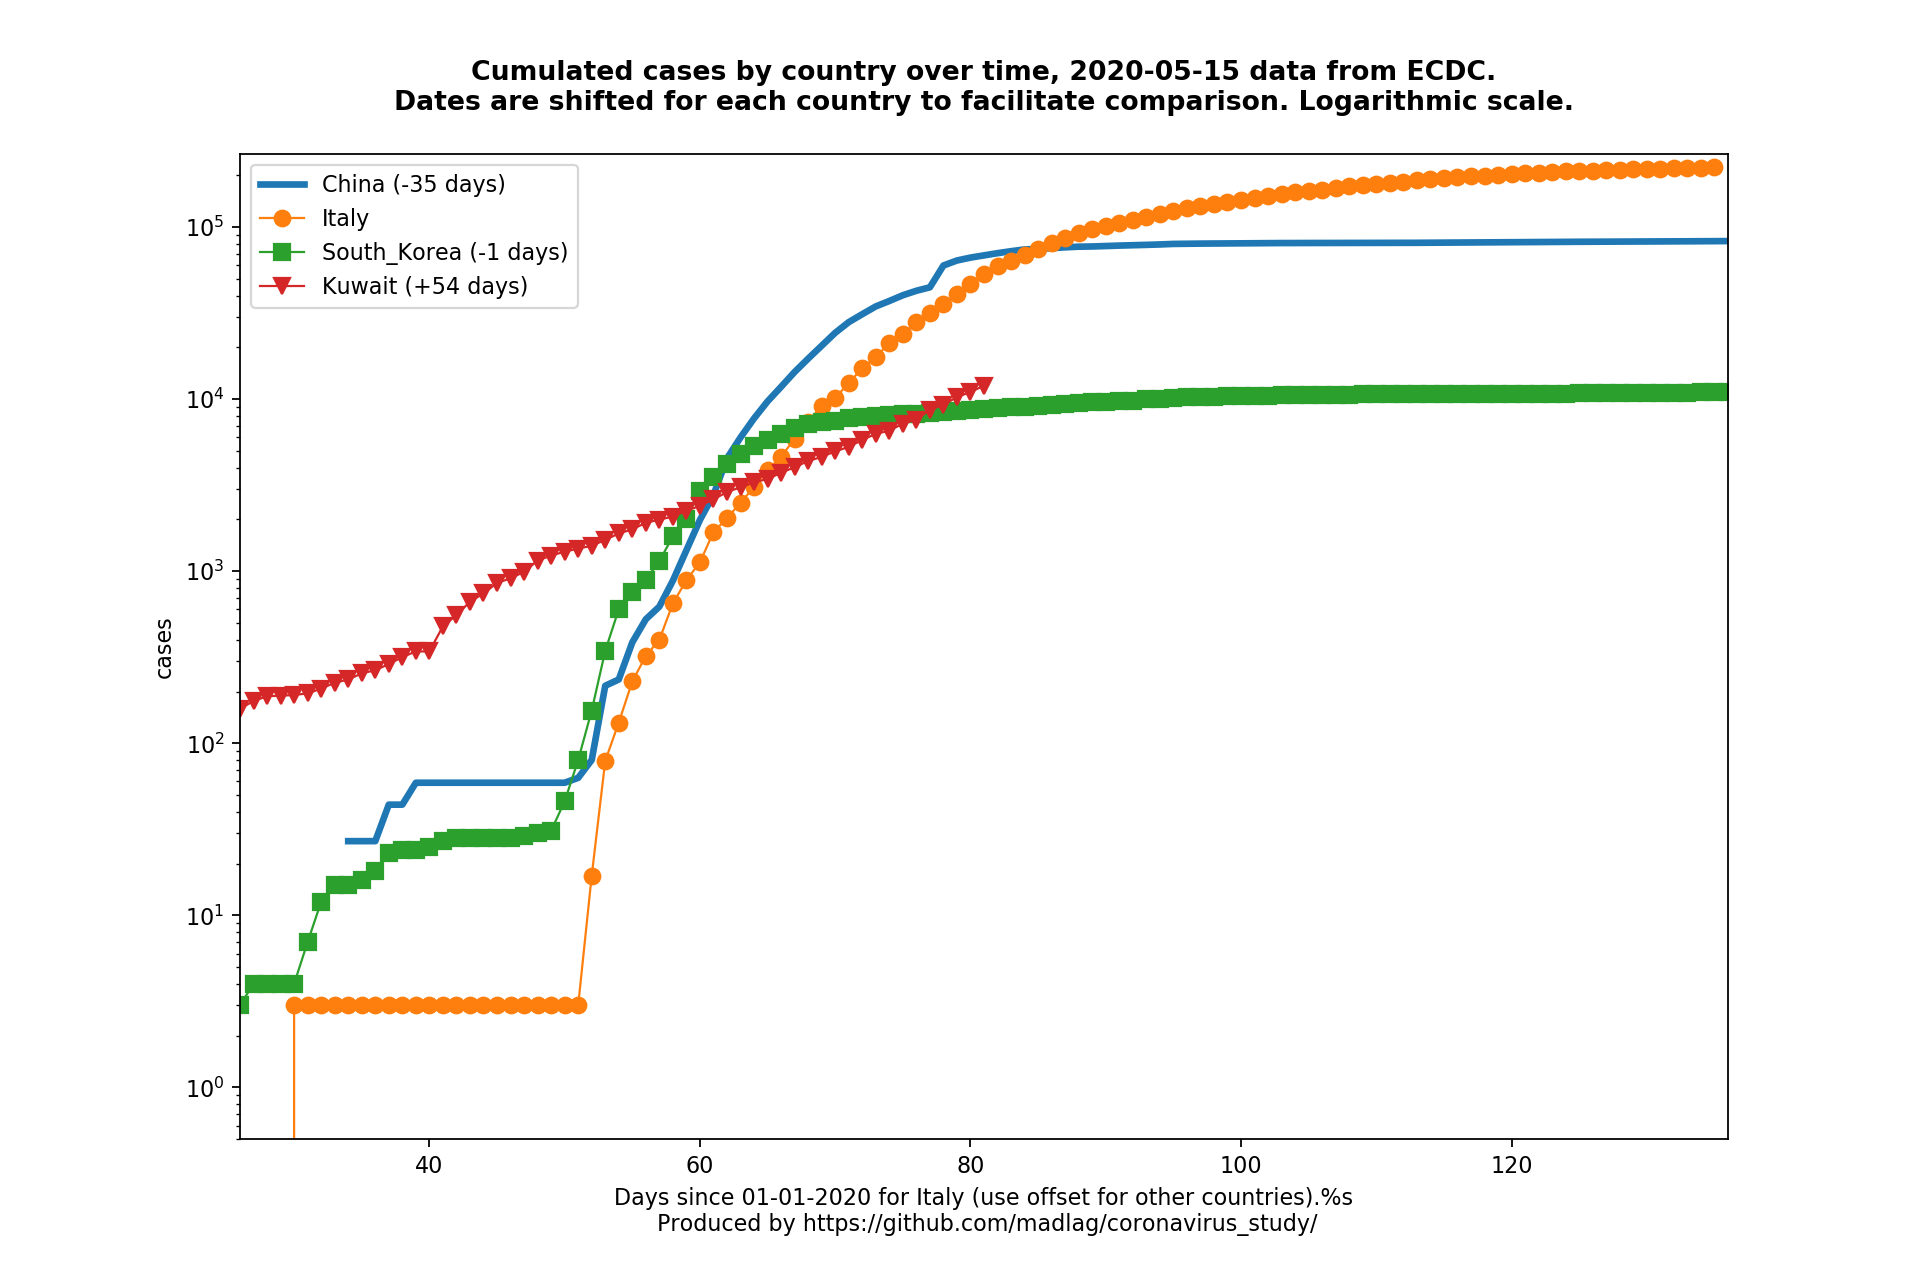 Cumulated cases by country over time, 2020-05-15 data from ECDC.
Dates are shifted for each country to facilitate comparison. Logarithmic scale.
China (-35 days)
Italy
South_Korea (-1 days)
Kuwait (+54 days)
10^5
10^4
10^3
10^2
10^1
10^0
cases
40 60 80 100 120
Days since 01-01-2020 for Italy (use offset for other countries).%s
Produced by https://github.com/madlag/coronavirus_study/